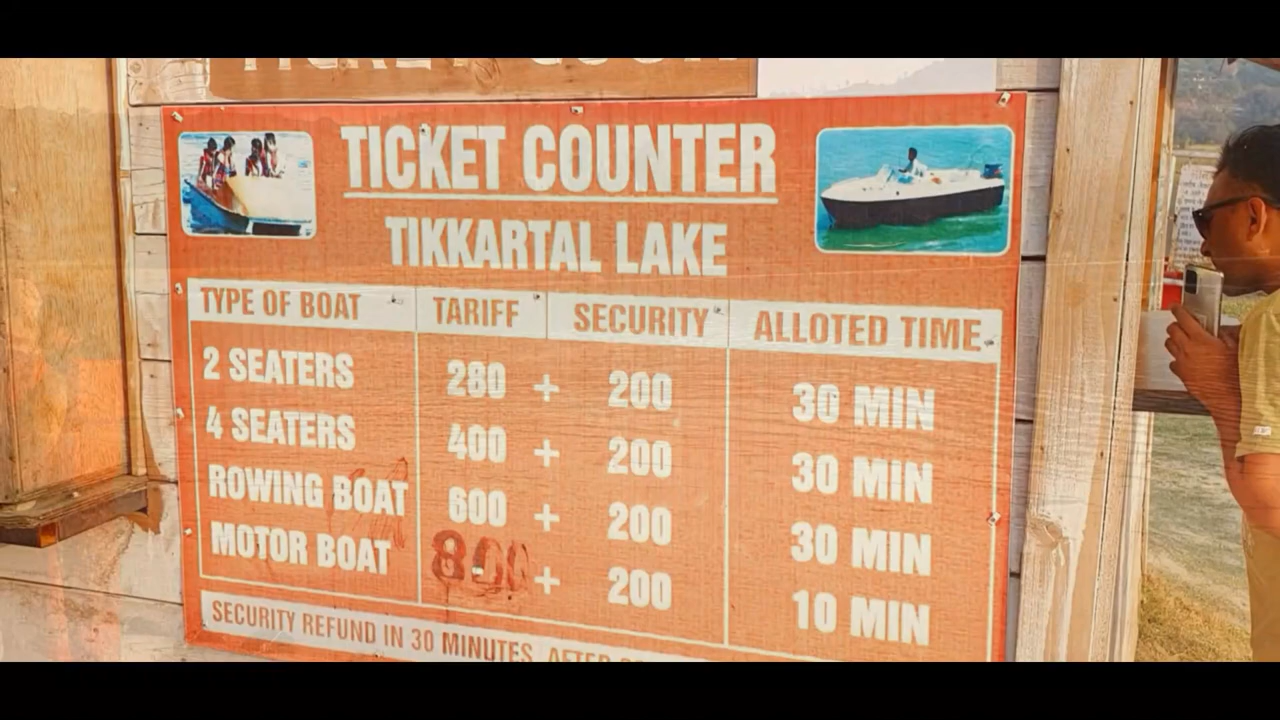 TICKET COUNTER
TIKKARTAL LAKE
TYPE OF BOAT TARIFF SECURITY ALLOTED TIME
2 SEATERS 280 + 200 30 MIN
4 SEATERS 400 + 200 30 MIN
ROWING BOAT 600 + 200 30 MIN
MOTOR BOAT 800 + 200 10 MIN
SECURITY REFUND IN 30 MINUTES, AFTER